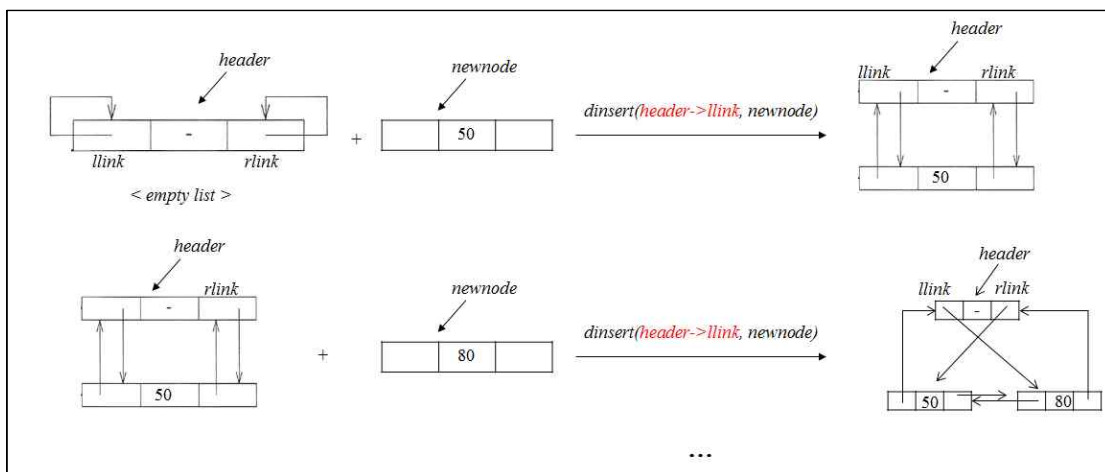 header
newnode
header
llink
rlink
-
-
50
+
dinsert(header->llink, newnode)
llink
rlink
50
< empty list >
header
newnode
header
rlink
llink
rlink
-
-
dinsert(header->llink, newnode)
80
+
50
50
80
...